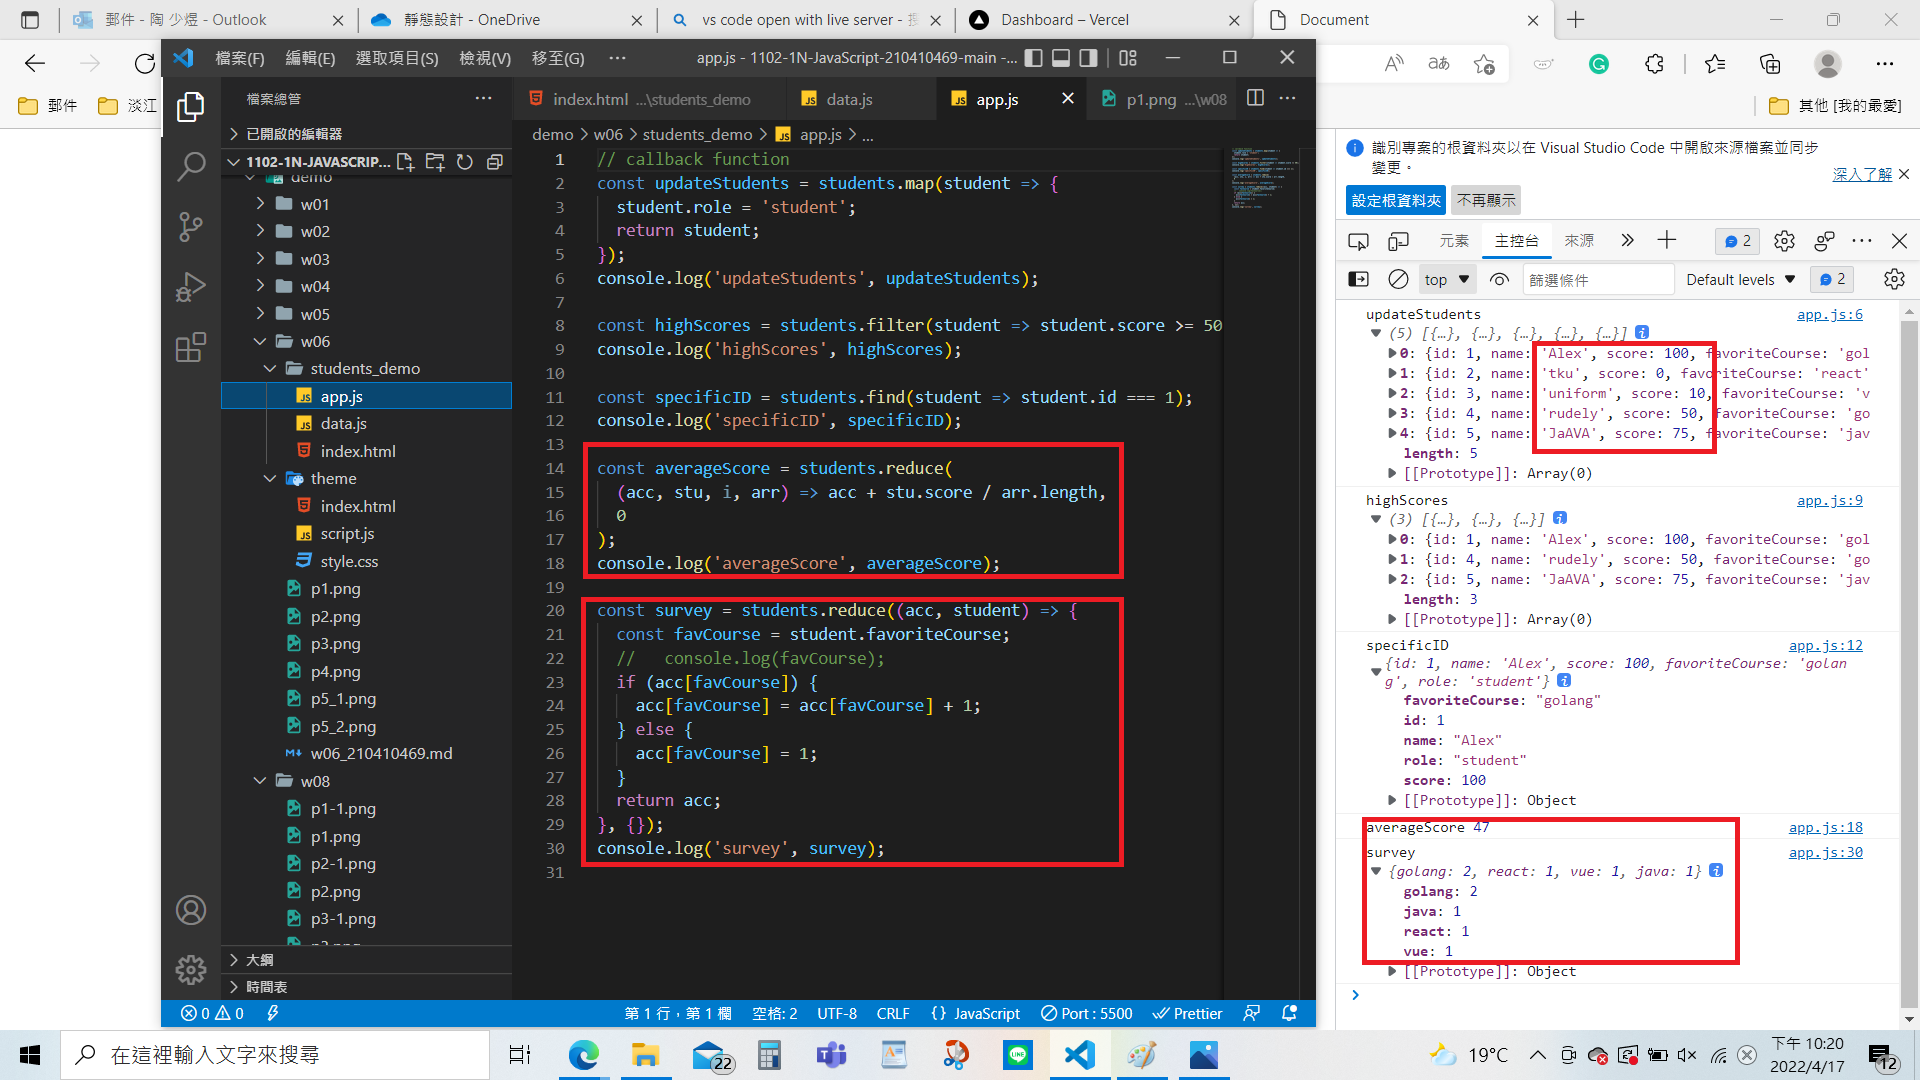 郵件 - 陶 少煜 - Outlook
靜態設計 - OneDrive
vs code open with live server - 搜
Dashboard – Vercel
Document
郵件
淡江
其他 [我的最愛]
檔案(F) 編輯(E) 選取項目(S) 檢視(V) 移至(G) ···
app.js - 1102-1N-JavaScript-210410469-main -...
檔案總管
已開啟的編輯器
1102-1N-JAVASCRIP...
demo
w01
w02
w03
w04
w05
w06
students_demo
app.js
data.js
index.html
theme
index.html
script.js
style.css
p1.png
p2.png
p3.png
p4.png
p5_1.png
p5_2.png
w06_210410469.md
w08
p1-1.png
p1.png
p2-1.png
p2.png
p3-1.png
大綱
時間表
index.html ...\students_demo
data.js
app.js
p1.png ...\w08
demo > w06 > students_demo > app.js > ...
1 // callback function
2 const updateStudents = students.map(student => {
3 student.role = 'student';
4 return student;
5 });
6 console.log('updateStudents', updateStudents);
7
8 const highScores = students.filter(student => student.score >= 50
9 console.log('highScores', highScores);
10
11 const specificID = students.find(student => student.id === 1);
12 console.log('specificID', specificID);
13
14 const averageScore = students.reduce(
15 (acc, stu, i, arr) => acc + stu.score / arr.length,
16 0
17 );
18 console.log('averageScore', averageScore);
19
20 const survey = students.reduce((acc, student) => {
21 const favCourse = student.favoriteCourse;
22 //   console.log(favCourse);
23 if (acc[favCourse]) {
24 acc[favCourse] = acc[favCourse] + 1;
25 } else {
26 acc[favCourse] = 1;
27 }
28 return acc;
29 }, {});
30 console.log('survey', survey);
31
0 0
第 1 行，第 1 欄
空格: 2
UTF-8
CRLF
{ } JavaScript
Port : 5500
Prettier
識別專案的根資料夾以在 Visual Studio Code 中開啟來源檔案並同步
變更。
深入了解
設定根資料夾
不再顯示
元素
主控台
來源
2
top
篩選條件
Default levels
2
updateStudents app.js:6
(5) [{…}, {…}, {…}, {…}, {…}]
0: {id: 1, name: 'Alex', score: 100, favoriteCourse: 'gol
1: {id: 2, name: 'tku', score: 0, favoriteCourse: 'react'
2: {id: 3, name: 'uniform', score: 10, favoriteCourse: 'v
3: {id: 4, name: 'rudely', score: 50, favoriteCourse: 'go
4: {id: 5, name: 'JaAVA', score: 75, favoriteCourse: 'jav
length: 5
[[Prototype]]: Array(0)
highScores app.js:9
(3) [{…}, {…}, {…}]
0: {id: 1, name: 'Alex', score: 100, favoriteCourse: 'gol
1: {id: 4, name: 'rudely', score: 50, favoriteCourse: 'go
2: {id: 5, name: 'JaAVA', score: 75, favoriteCourse: 'jav
length: 3
[[Prototype]]: Array(0)
specificID app.js:12
{id: 1, name: 'Alex', score: 100, favoriteCourse: 'golan
g', role: 'student'}
favoriteCourse: "golang"
id: 1
name: "Alex"
role: "student"
score: 100
[[Prototype]]: Object
averageScore 47 app.js:18
survey app.js:30
{golang: 2, react: 1, vue: 1, java: 1}
golang: 2
java: 1
react: 1
vue: 1
[[Prototype]]: Object
在這裡輸入文字來搜尋
22
19°C
下午 10:20
2022/4/17
12